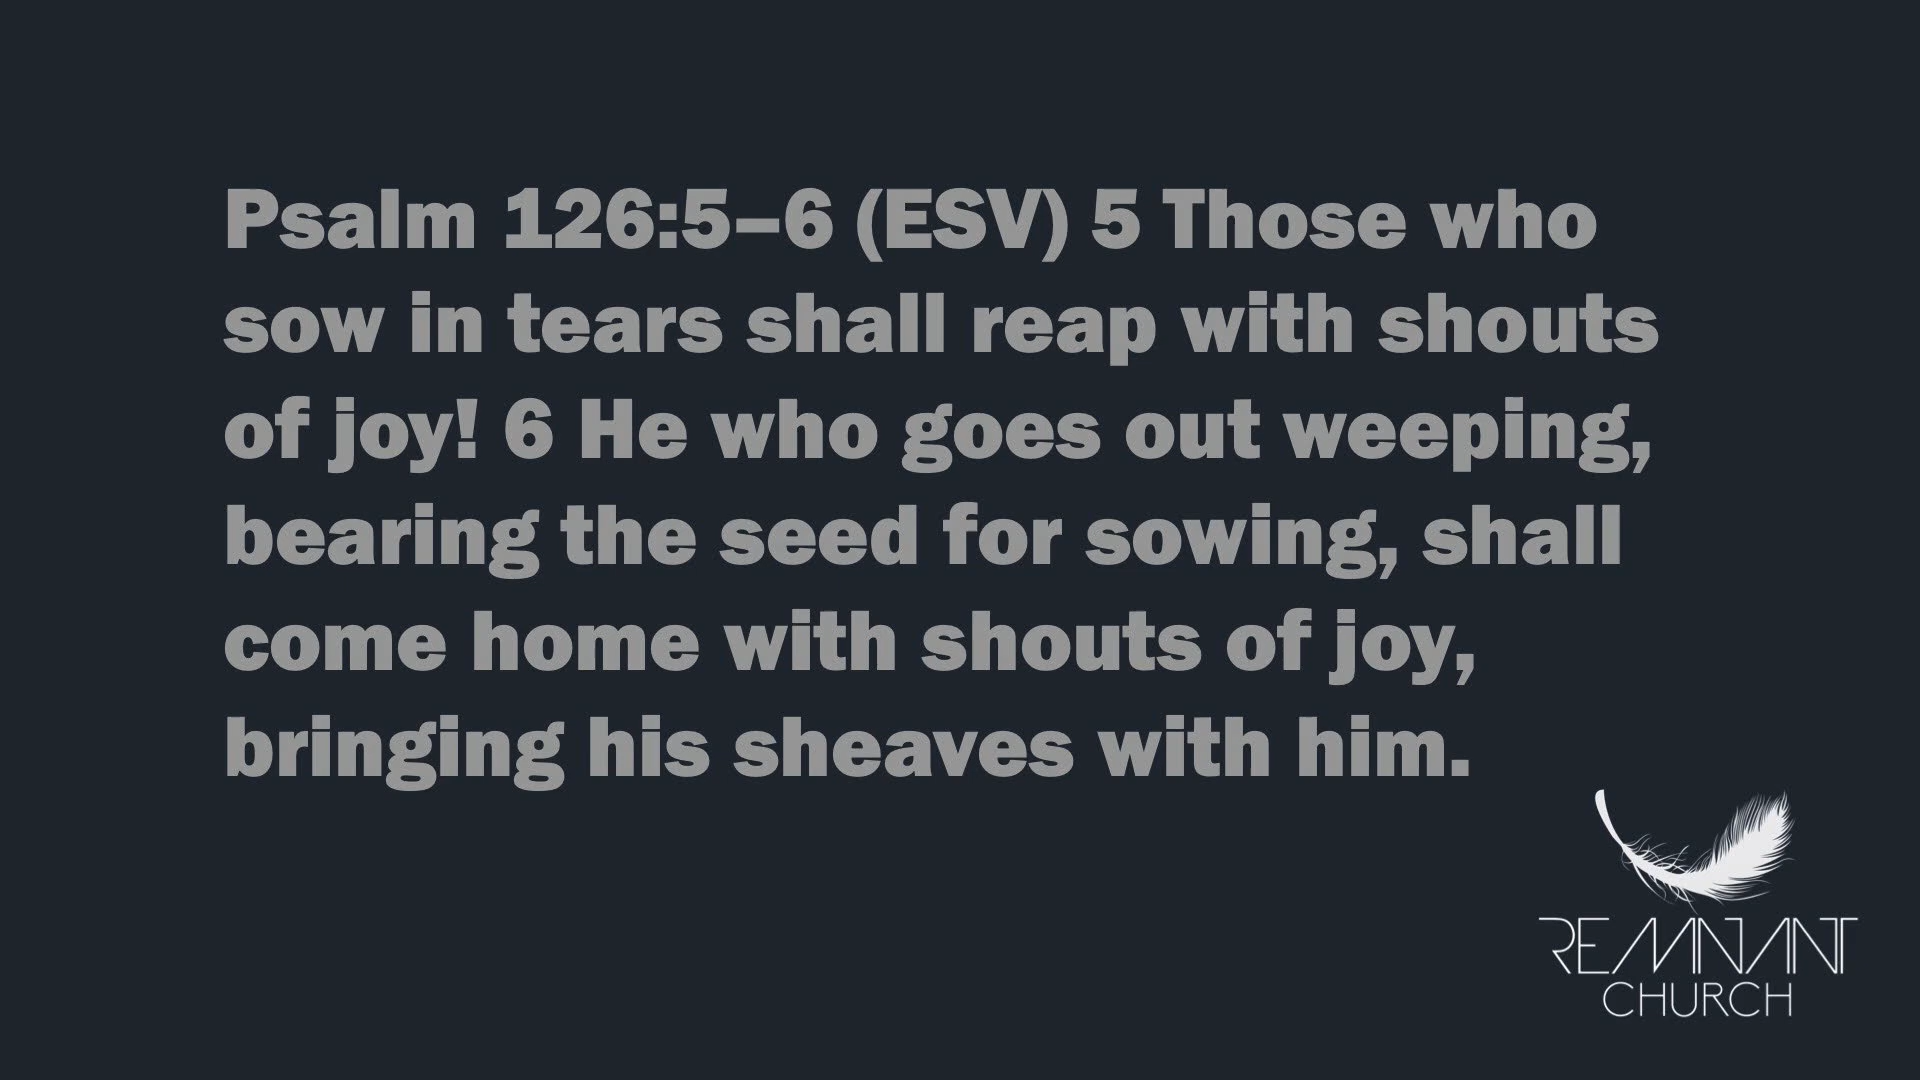 Psalm 126:5–6 (ESV) 5 Those who
sow in tears shall reap with shouts
of joy! 6 He who goes out weeping,
bearing the seed for sowing, shall
come home with shouts of joy,
bringing his sheaves with him.
REMNANT
CHURCH